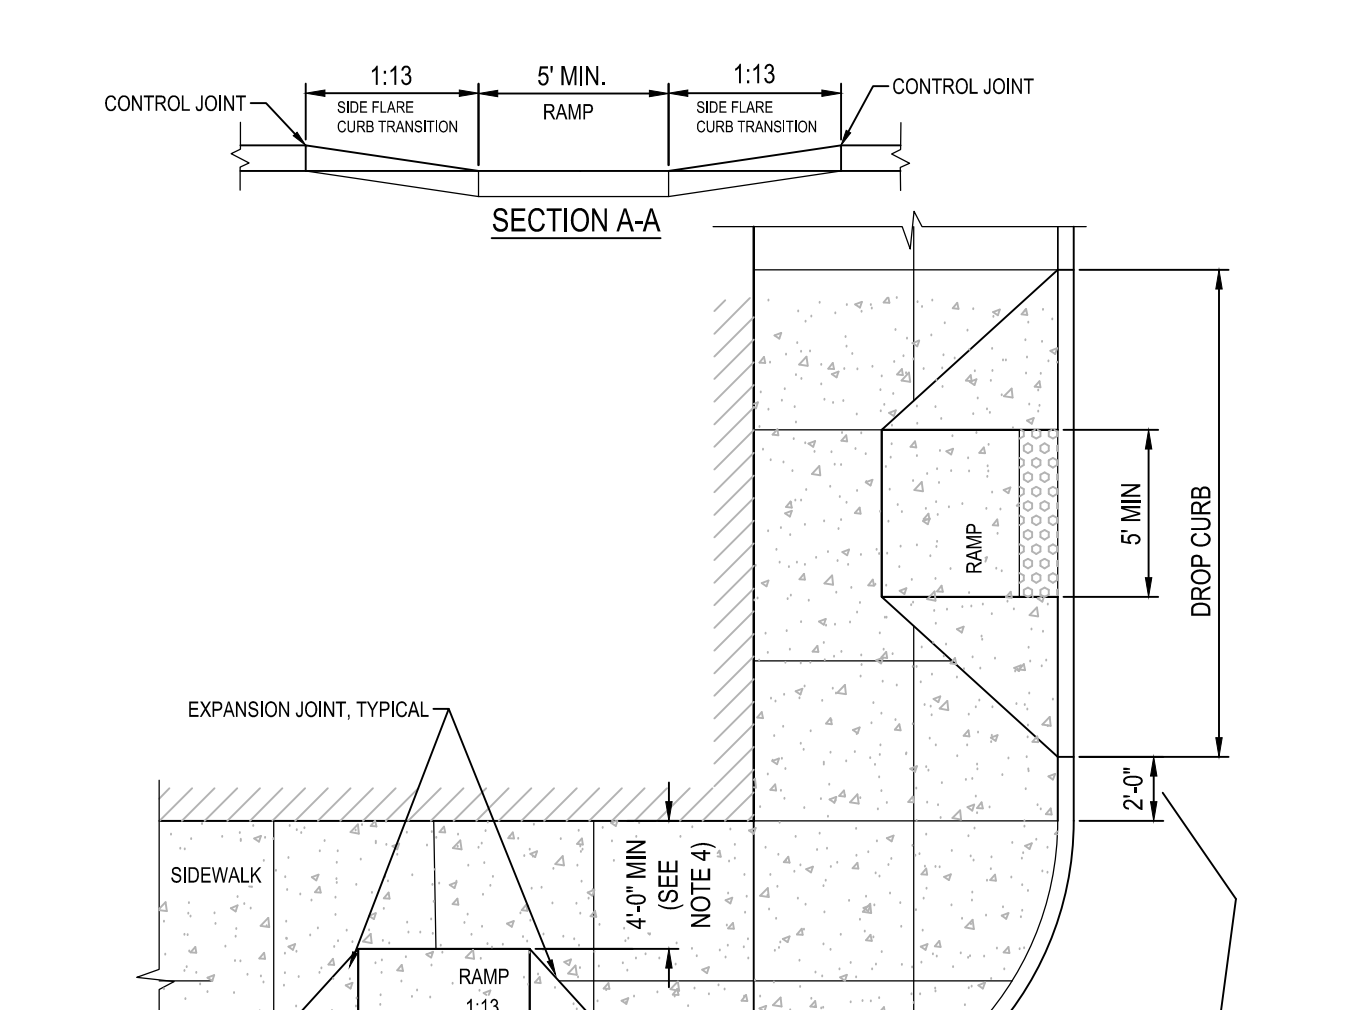 1:13
5' MIN.
1:13
CONTROL JOINT
SIDE FLARE
CURB TRANSITION
RAMP
SIDE FLARE
CURB TRANSITION
CONTROL JOINT
SECTION A-A
RAMP
5' MIN
DROP CURB
2'-0"
EXPANSION JOINT, TYPICAL
SIDEWALK
4'-0" MIN
(SEE
NOTE 4)
RAMP
1:13